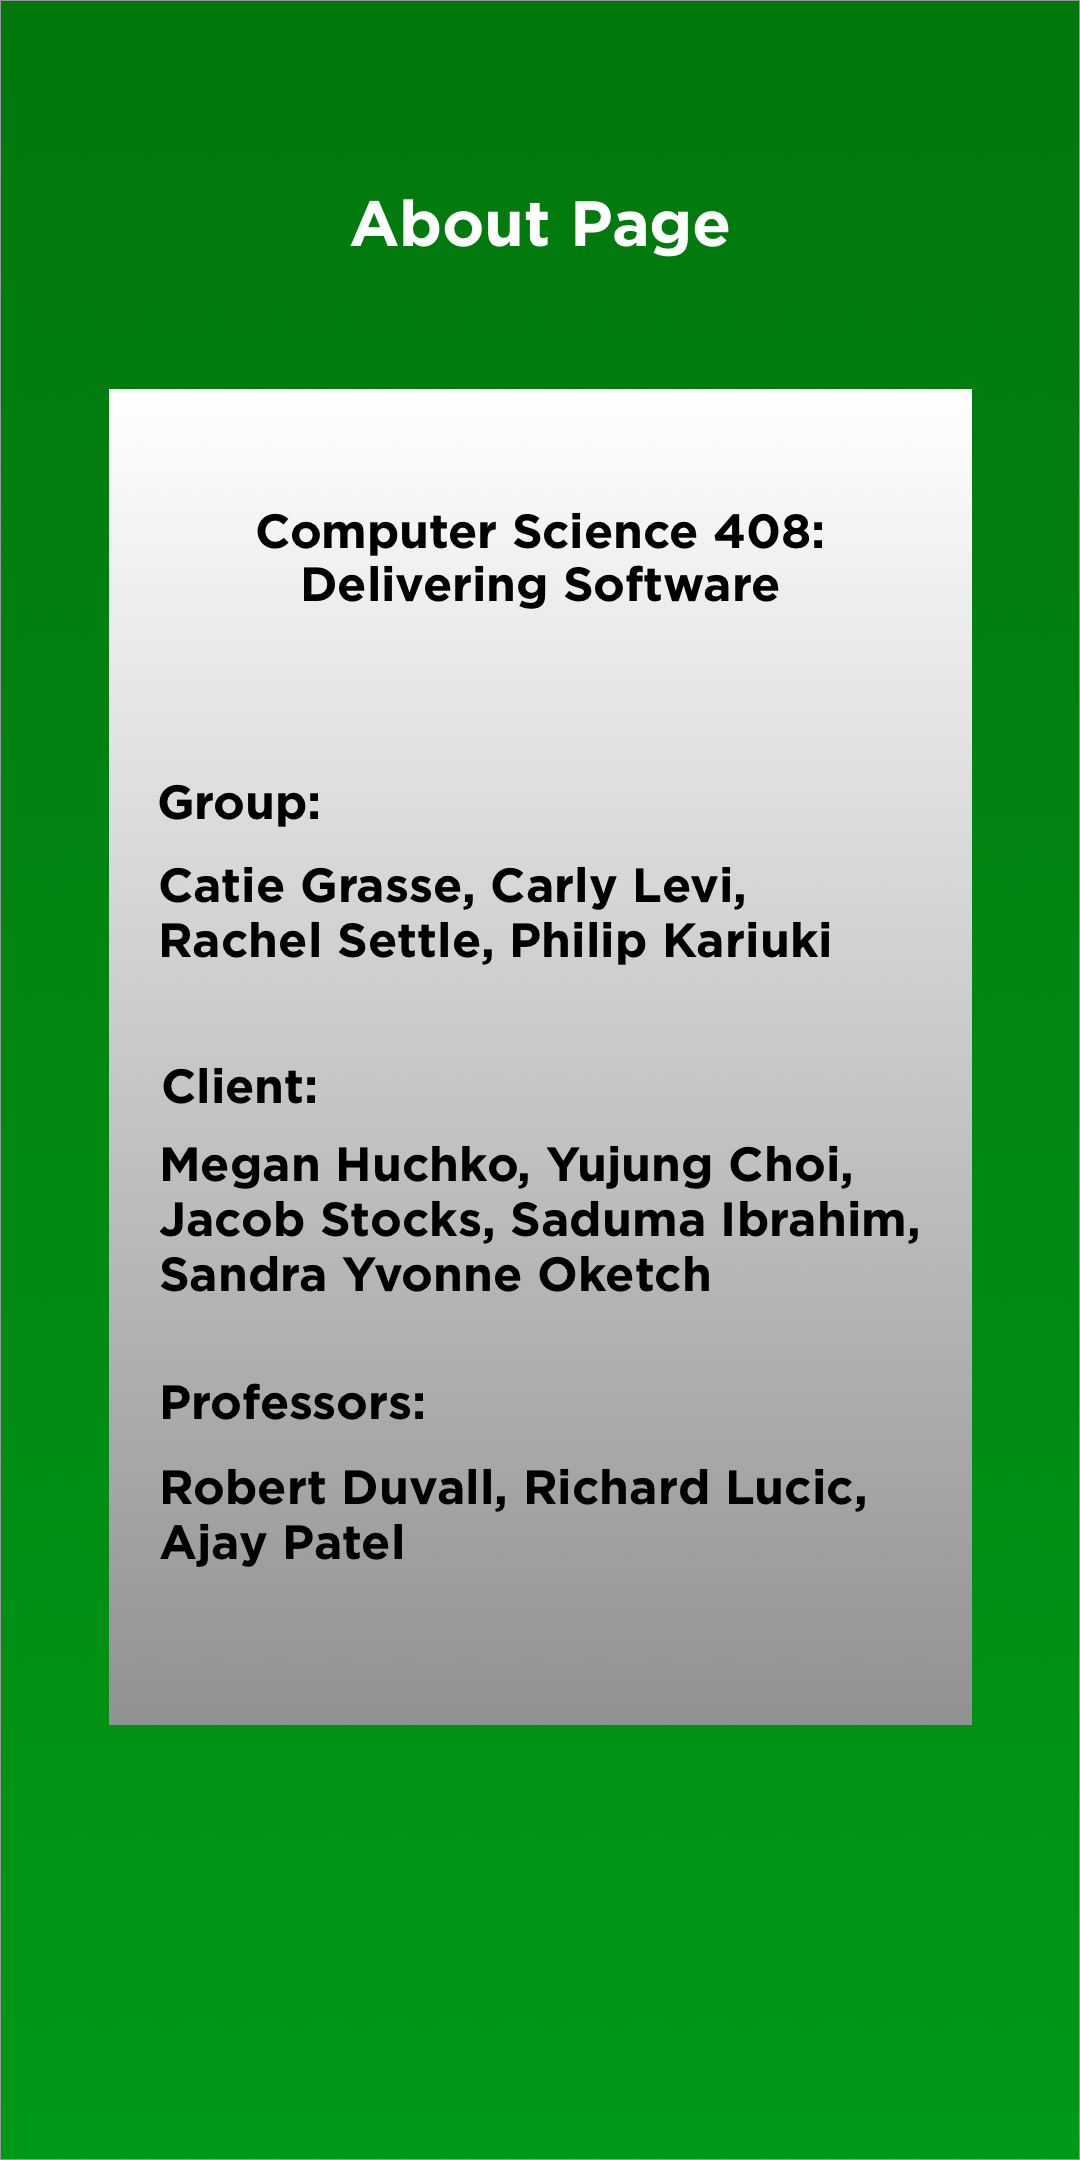 About Page
Computer Science 408:
Delivering Software
Group:
Catie Grasse, Carly Levi,
Rachel Settle, Philip Kariuki
Client:
Megan Huchko, Yujung Choi,
Jacob Stocks, Saduma Ibrahim,
Sandra Yvonne Oketch
Professors:
Robert Duvall, Richard Lucic,
Ajay Patel